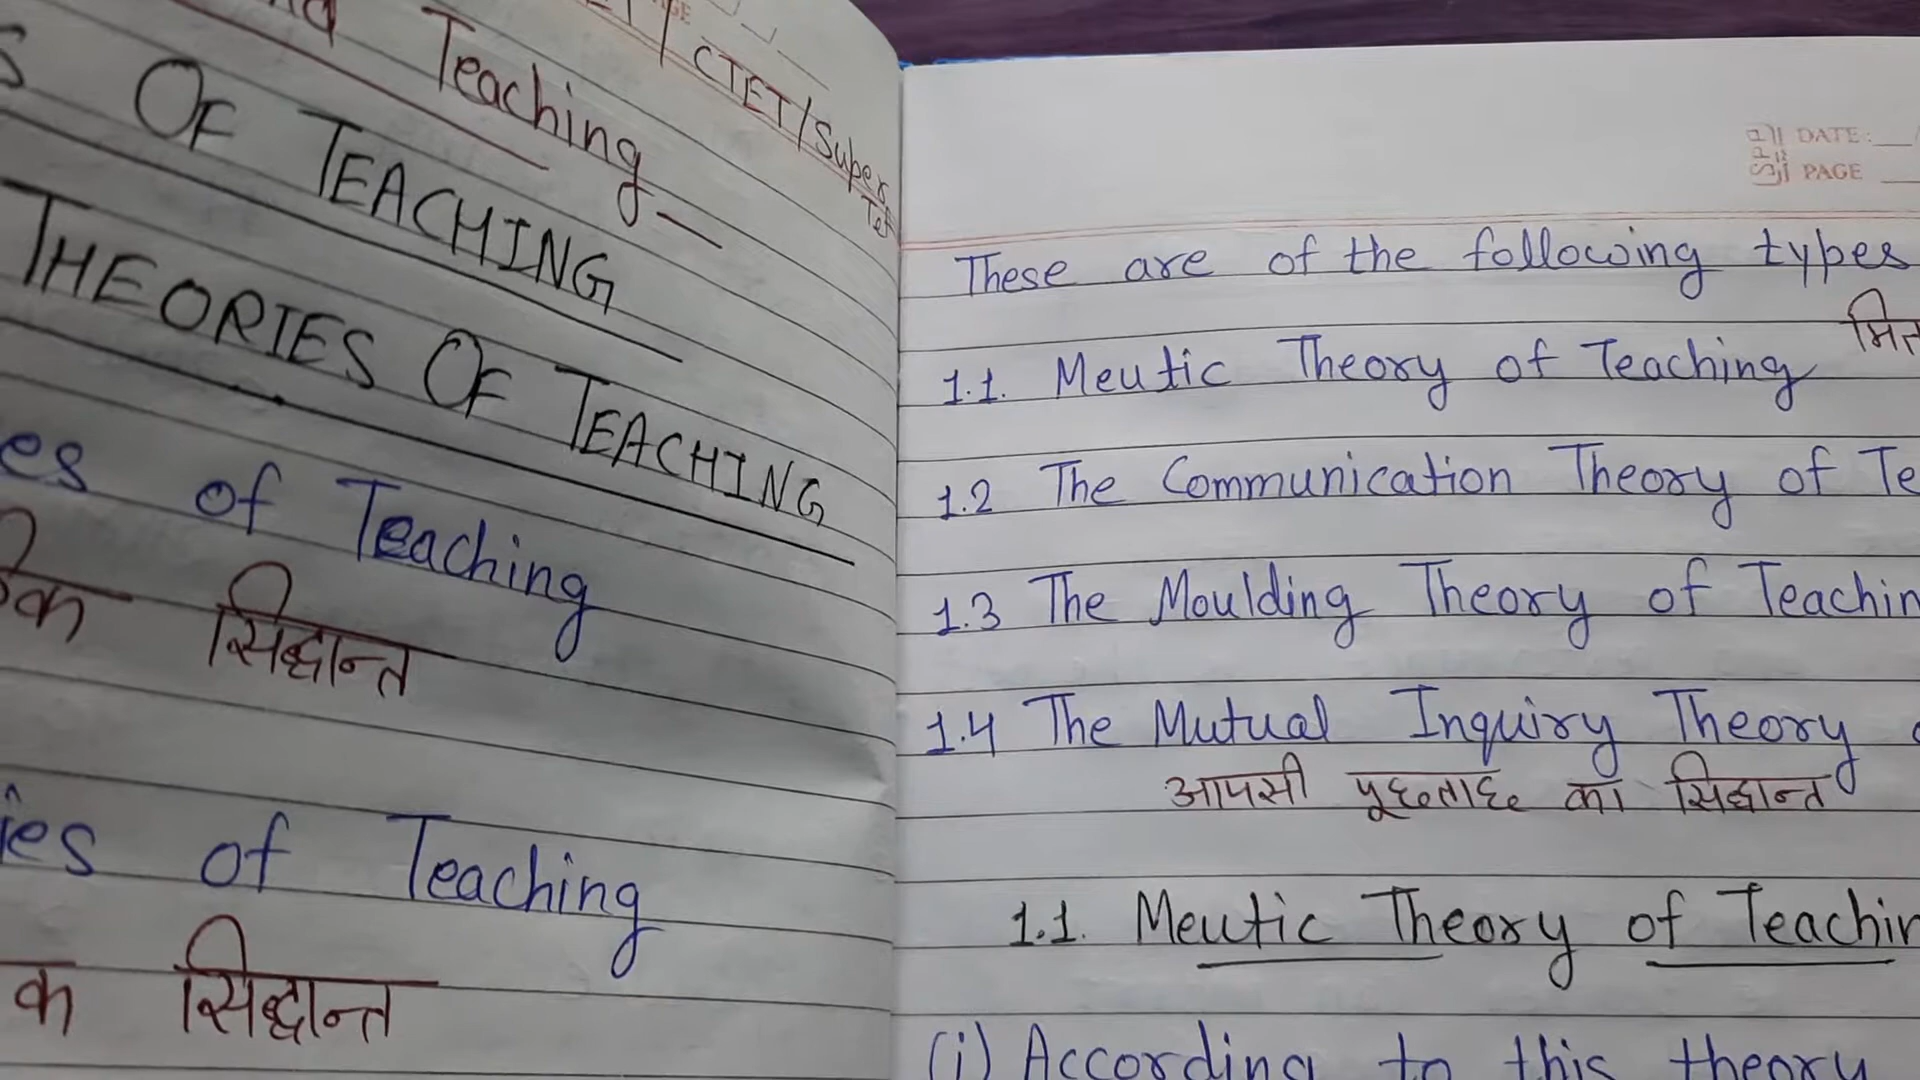 Teaching –
CTET/Super
Tet
OF TEACHING
THEORIES OF TEACHING
of Teaching
सिद्धान्त
of Teaching
क सिद्धान्त
DATE :
PAGE
These are of the following types
1.1. Meutic Theory of Teaching
1.2 The Communication Theory of Te
1.3 The Moulding Theory of Teachin
1.4 The Mutual Inquiry Theory
आपसी पूछताछ का सिद्धान्त
1.1. Meutic Theory of Teachin
(i) According to this theory